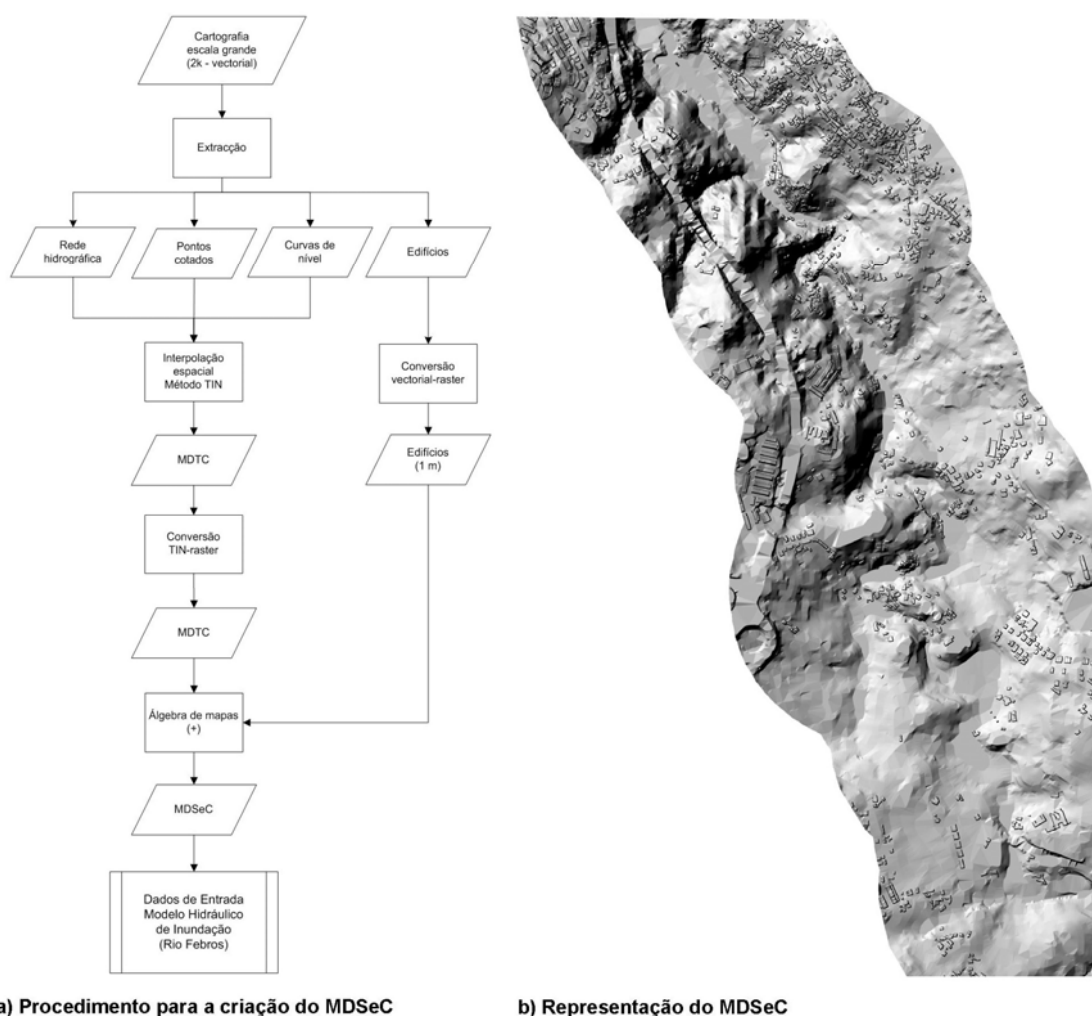 Cartografia
escala grande
(2k - vectorial)
Extracção
Rede
hidrográfica
Pontos
cotados
Curvas de
nível
Edifícios
Interpolação
espacial
Método TIN
Conversão
vectorial-raster
MDTC
Edifícios
(1 m)
Conversão
TIN-raster
MDTC
Álgebra de mapas
(+)
MDSeC
Dados de Entrada
Modelo Hidráulico
de Inundação
(Rio Febros)
a) Procedimento para a criação do MDSeC
b) Representação do MDSeC